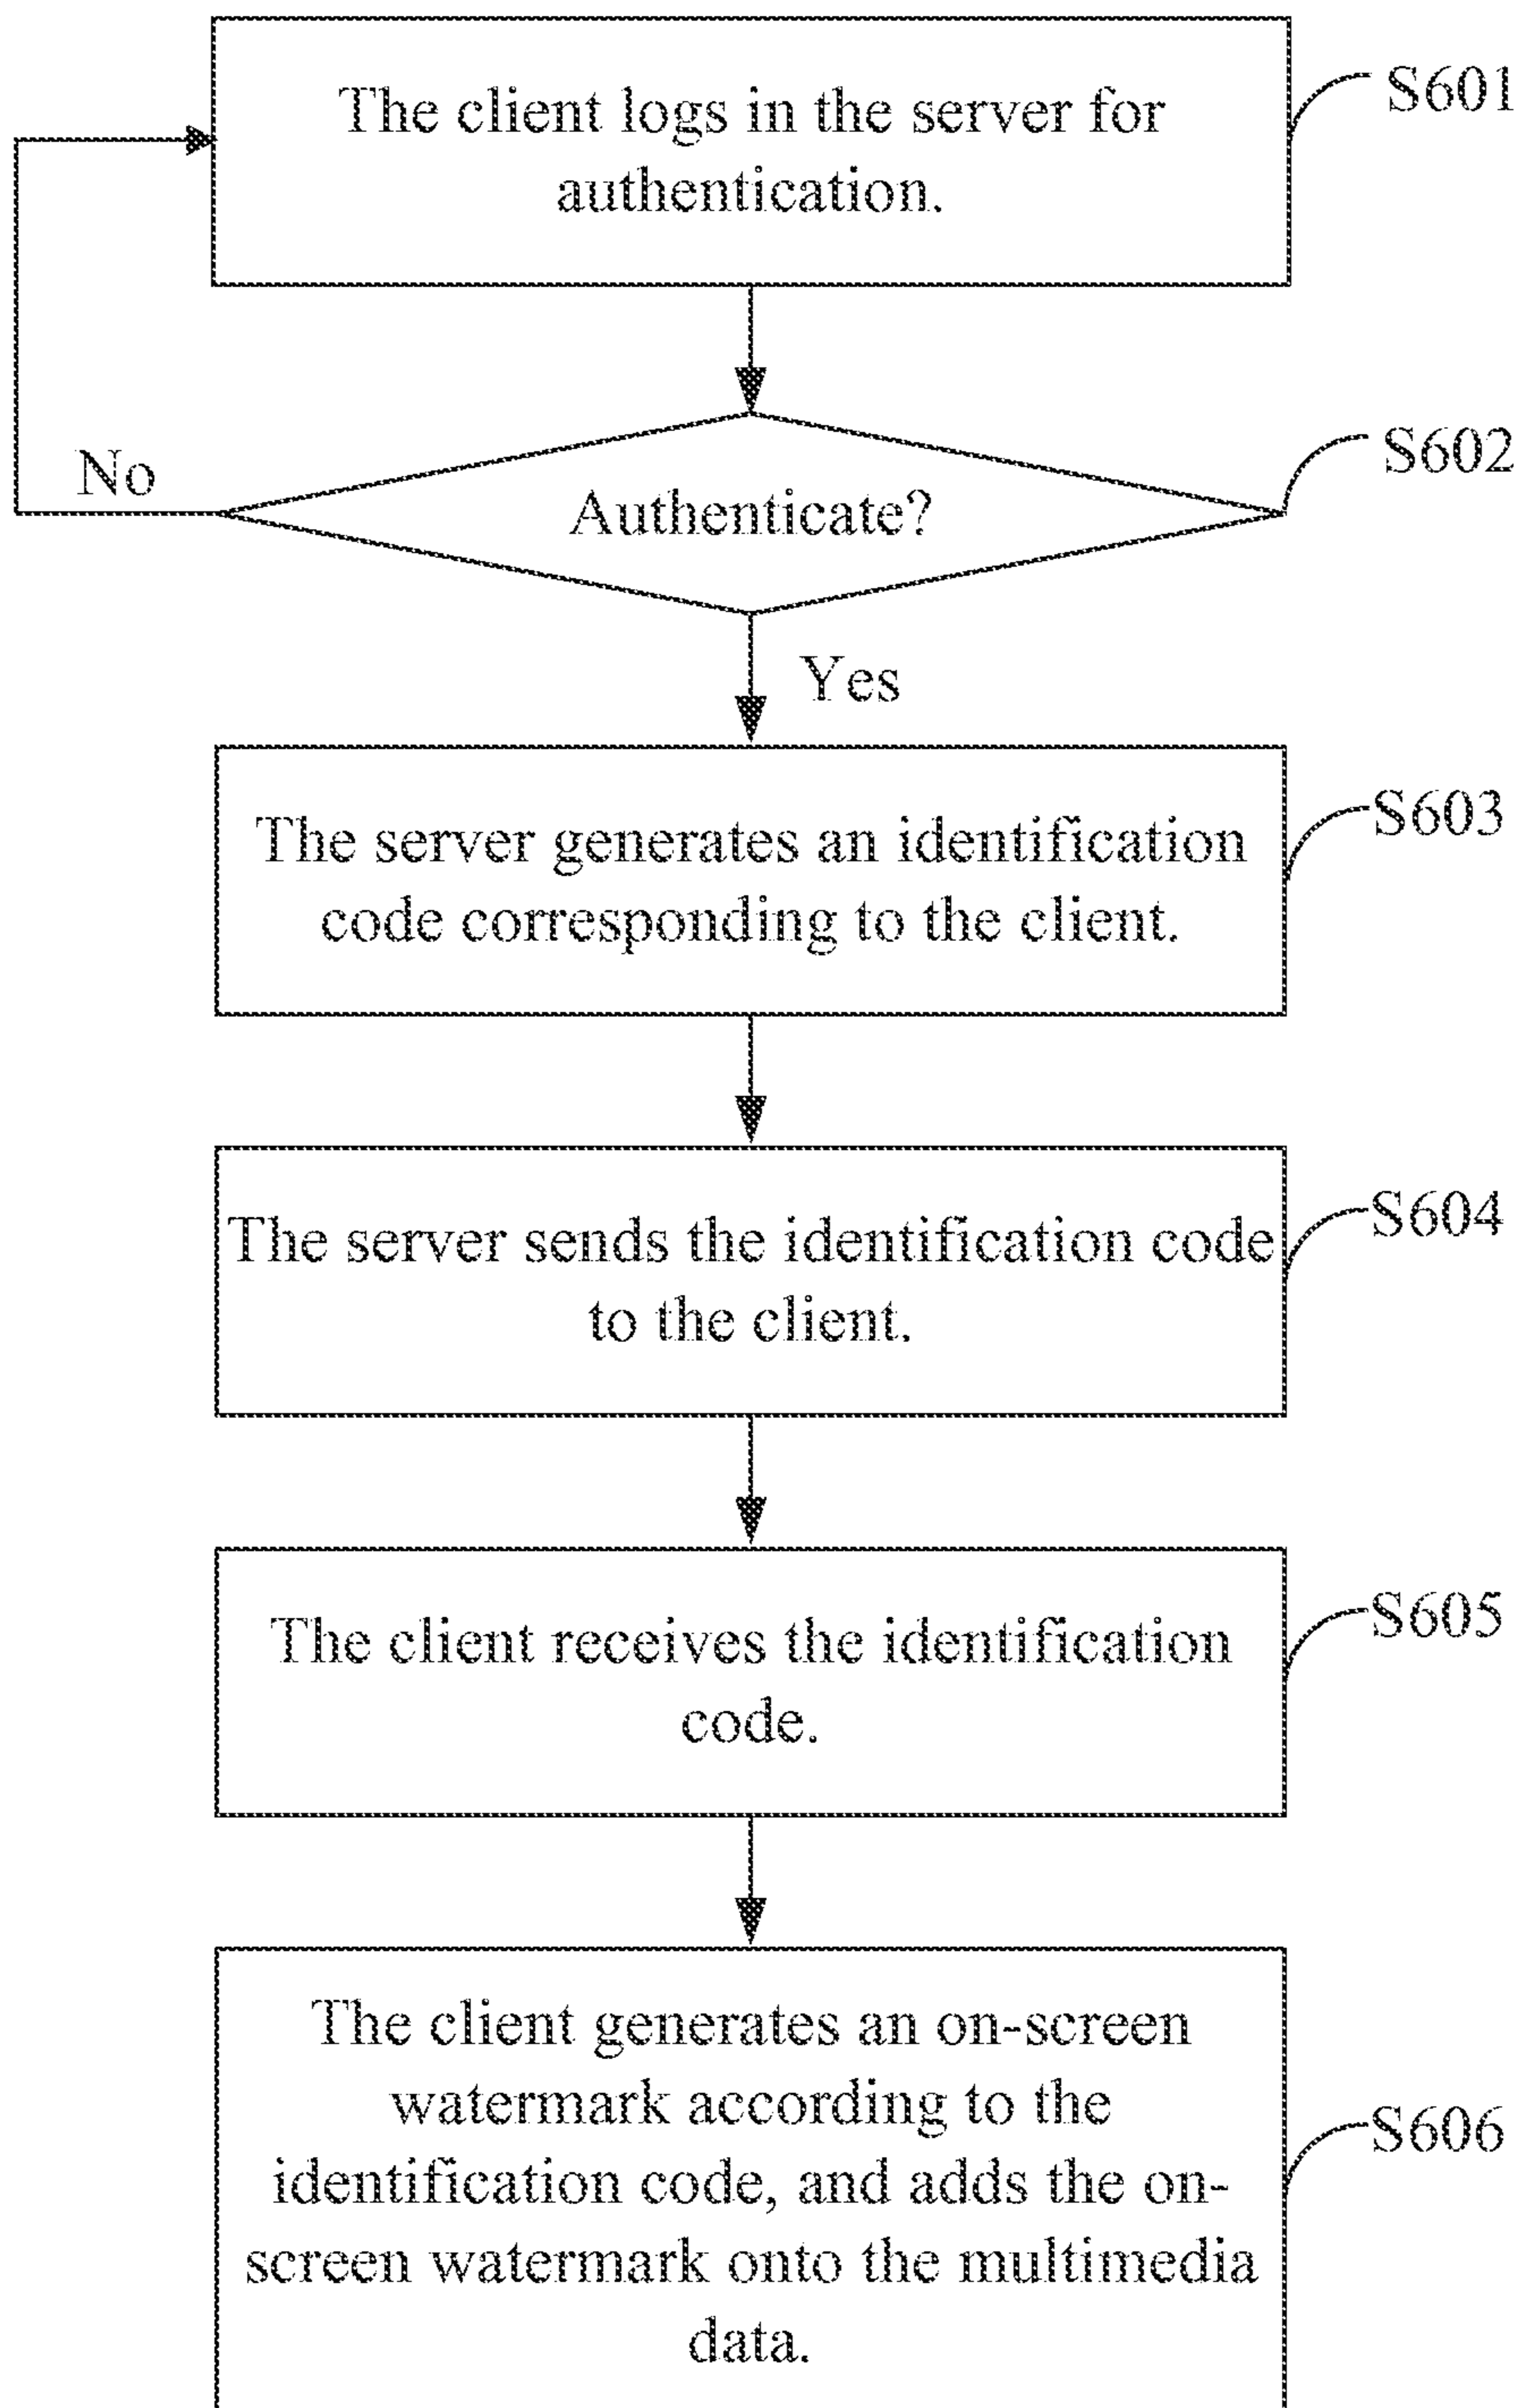 The client logs in the server for
authentication.
S601
No
Authenticate?
S602
Yes
The server generates an identification
code corresponding to the client.
S603
The server sends the identification code
to the client.
S604
The client receives the identification
code.
S605
The client generates an on-screen
watermark according to the
identification code, and adds the on-
screen watermark onto the multimedia
data.
S606